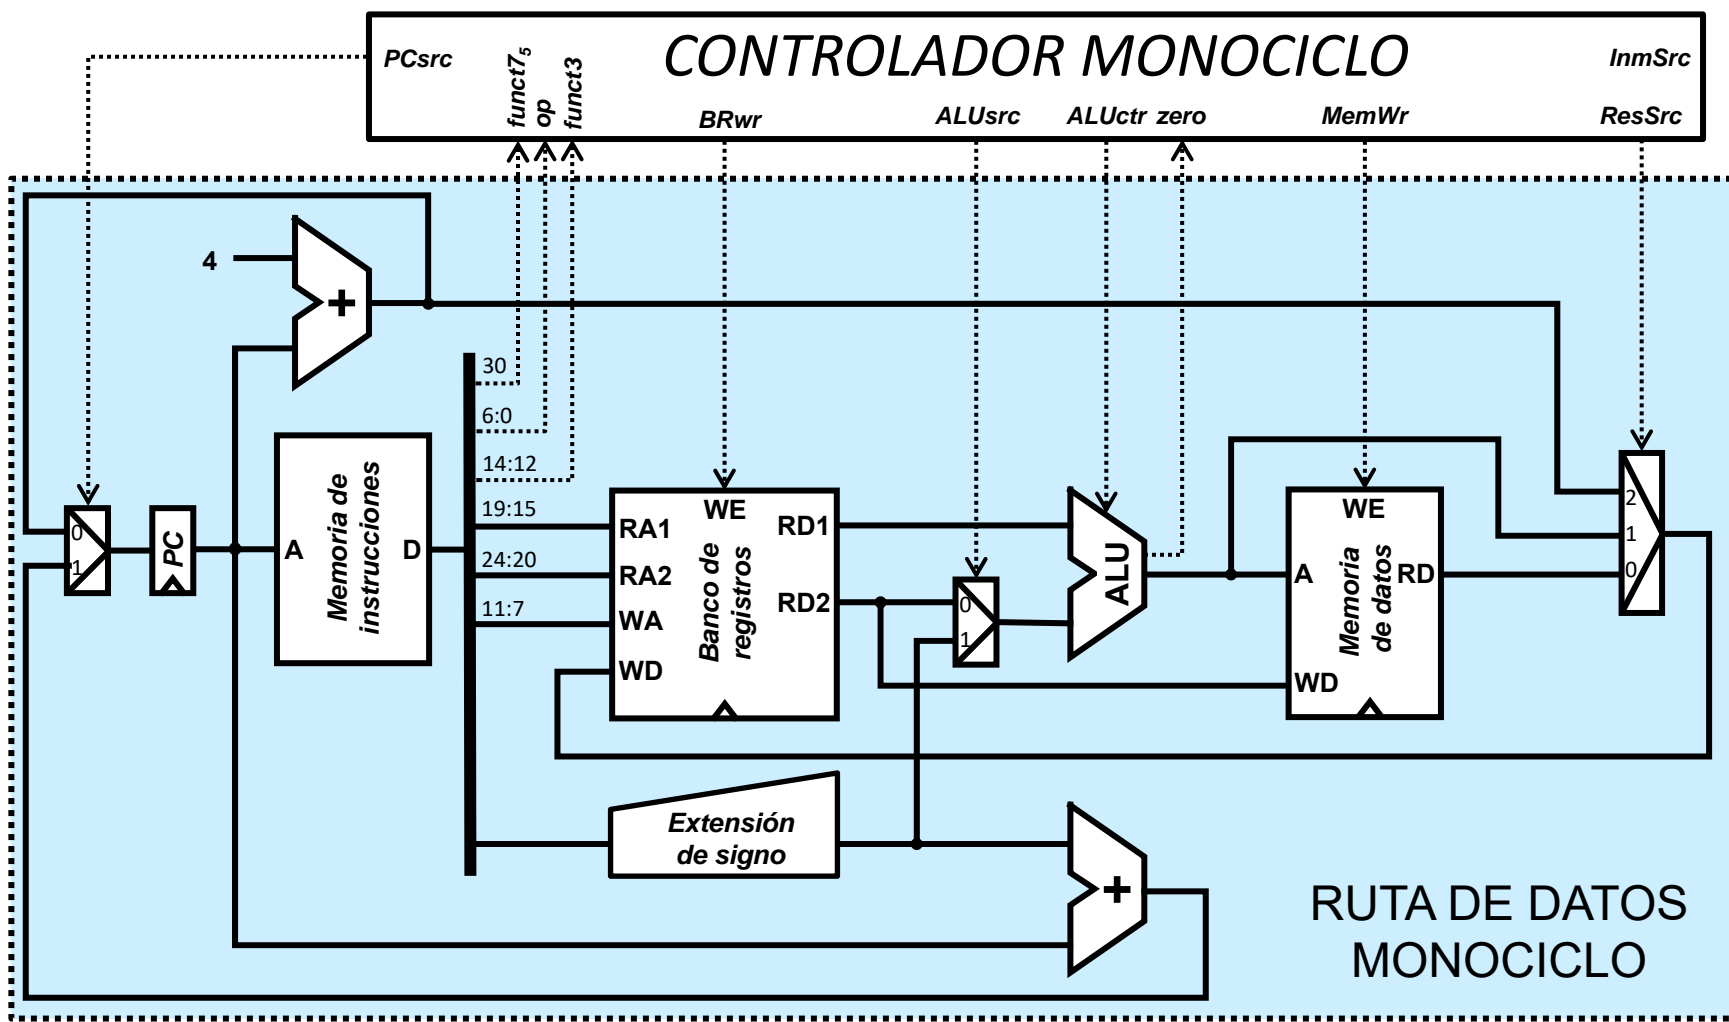 CONTROLADOR MONOCICLO
PCsrc
funct7₅
op
funct3
InmSrc
BRwr
ALUsrc
ALUctr
zero
MemWr
ResSrc
4
+
30
6:0
14:12
19:15
24:20
11:7
0
1
PC
A
Memoria de
instrucciones
D
RA1
RA2
WA
WD
WE
Banco de
registros
RD1
RD2
0
1
ALU
A
WD
WE
Memoria
de datos
RD
2
1
0
Extensión
de signo
+
RUTA DE DATOS
MONOCICLO